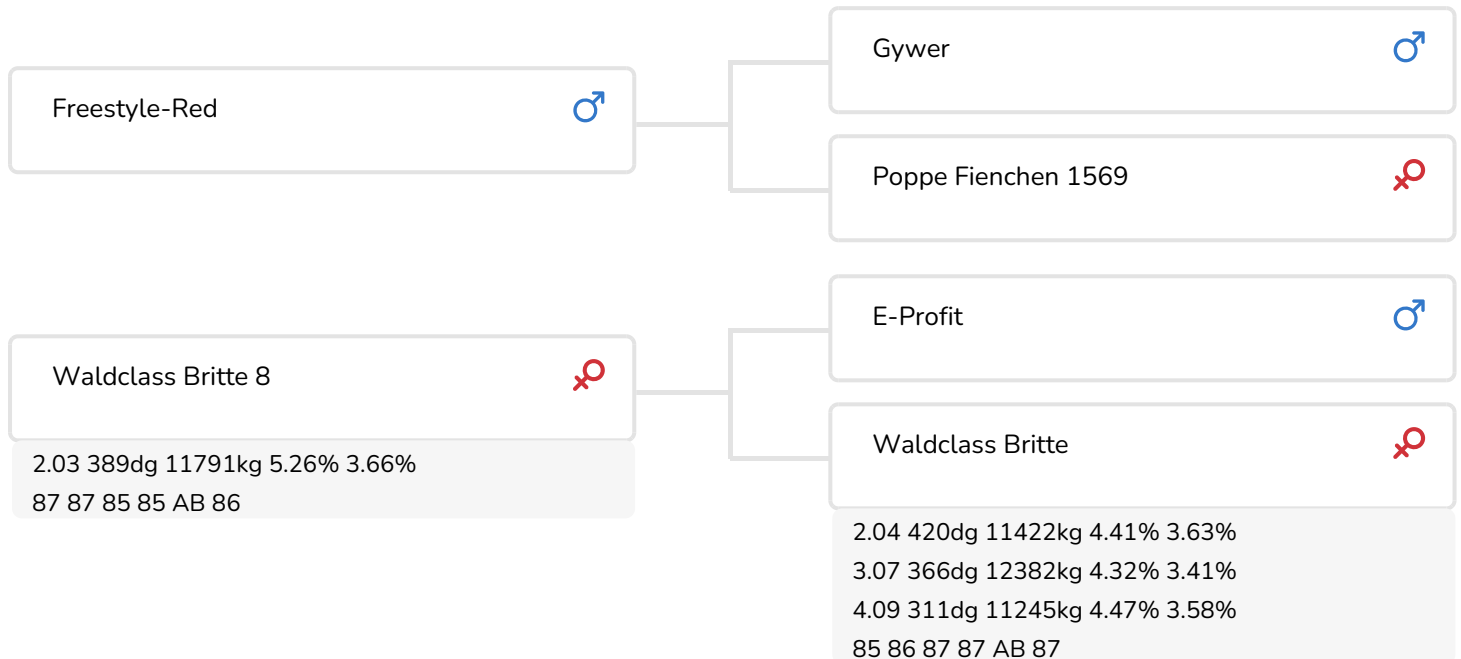 Gywer
Freestyle-Red
Poppe Fienchen 1569
E-Profit
Waldclass Britte 8
2.03 389dg 11791kg 5.26% 3.66%
87 87 85 85 AB 86
Waldclass Britte
2.04 420dg 11422kg 4.41% 3.63%
3.07 366dg 12382kg 4.32% 3.41%
4.09 311dg 11245kg 4.47% 3.58%
85 86 87 87 AB 87